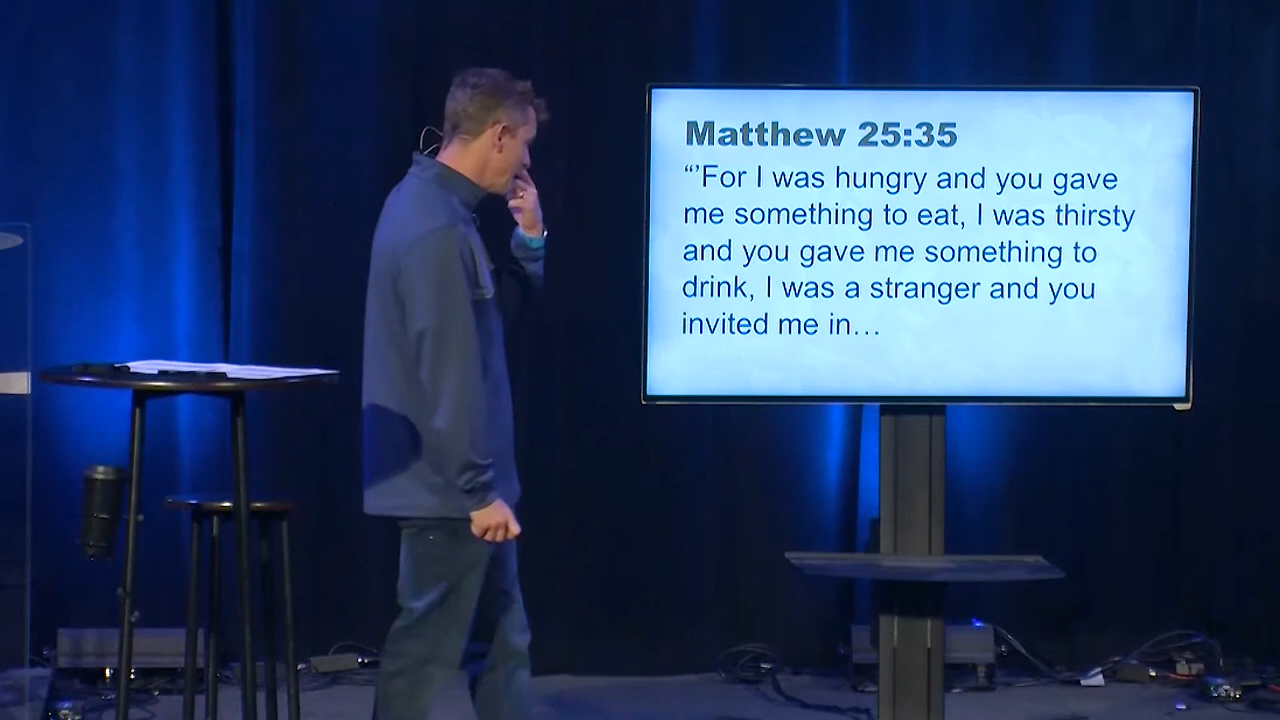 Matthew 25:35
“’For I was hungry and you gave
me something to eat, I was thirsty
and you gave me something to
drink, I was a stranger and you
invited me in…